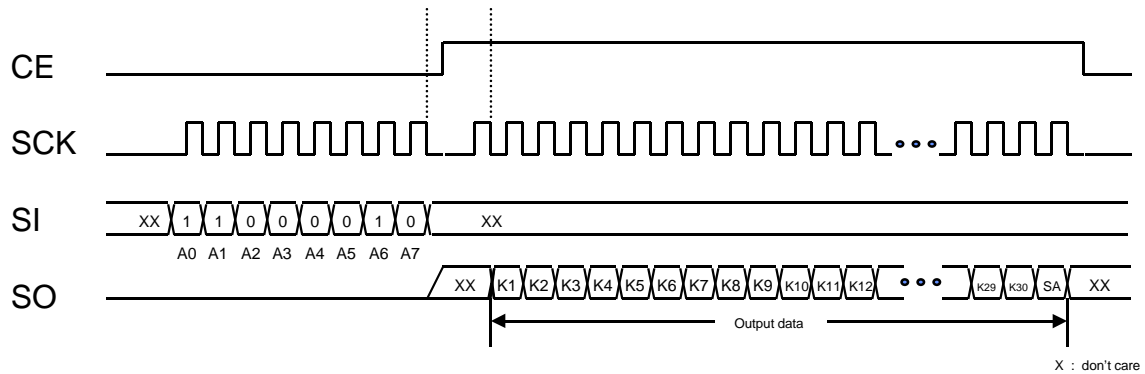 CE
SCK
SI XX 1 1 0 0 0 0 1 0 XX
A0 A1 A2 A3 A4 A5 A6 A7
SO XX K1 K2 K3 K4 K5 K6 K7 K8 K9 K10 K11 K12 K29 K30 SA XX
Output data
X : don't care